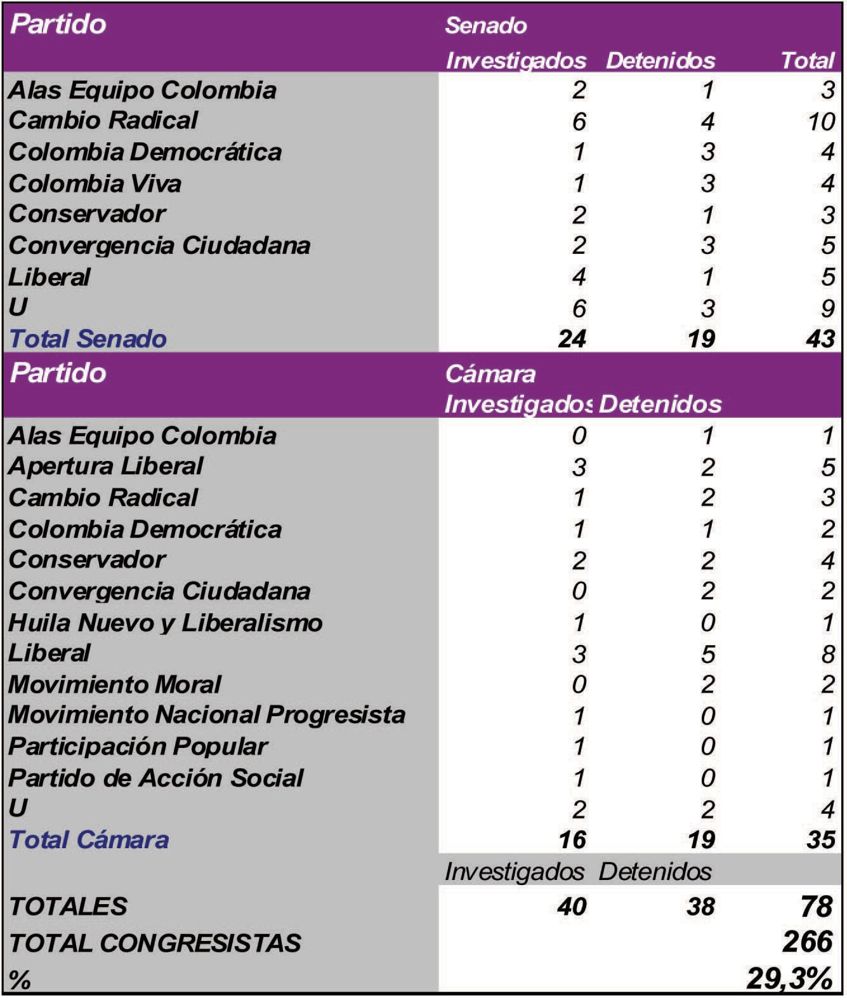 Partido Senado
Investigados Detenidos Total
Alas Equipo Colombia 2 1 3
Cambio Radical 6 4 10
Colombia Democrática 1 3 4
Colombia Viva 1 3 4
Conservador 2 1 3
Convergencia Ciudadana 2 3 5
Liberal 4 1 5
U 6 3 9
Total Senado 24 19 43
Partido Cámara
Investigados Detenidos
Alas Equipo Colombia 0 1 1
Apertura Liberal 3 2 5
Cambio Radical 1 2 3
Colombia Democrática 1 1 2
Conservador 2 2 4
Convergencia Ciudadana 0 2 2
Huila Nuevo y Liberalismo 1 0 1
Liberal 3 5 8
Movimiento Moral 0 2 2
Movimiento Nacional Progresista 1 0 1
Participación Popular 1 0 1
Partido de Acción Social 1 0 1
U 2 2 4
Total Cámara 16 19 35
Investigados Detenidos
TOTALES 40 38 78
TOTAL CONGRESISTAS 266
% 29,3%